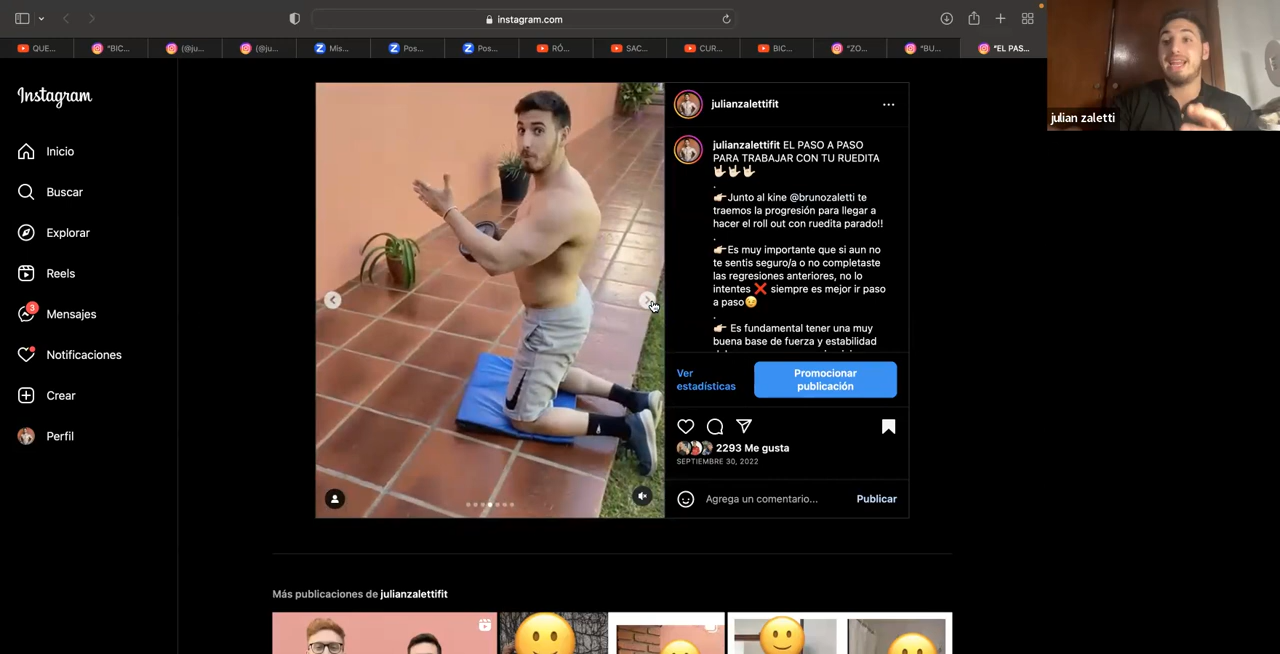 instagram.com
QUE...
"BIC...
(@ju...
(@ju...
Mis...
Pos...
Pos...
RÓ...
SAC...
CUR...
BIC...
"ZO...
"BU...
"EL PAS...
julian zaletti
Instagram
Inicio
Buscar
Explorar
Reels
3
Mensajes
Notificaciones
Crear
Perfil
julianzalettifit
julianzalettifit EL PASO A PASO
PARA TRABAJAR CON TU RUEDITA
🤟🏻🤟🏻🤟🏻
.
👉🏻Junto al kine @brunozaletti te
traemos la progresión para llegar a
hacer el roll out con ruedita parado!!
.
👉🏻Es muy importante que si aun no
te sentis seguro/a o no completaste
las regresiones anteriores, no lo
intentes ❌ siempre es mejor ir paso
a paso😉
.
👉🏻 Es fundamental tener una muy
buena base de fuerza y estabilidad
Ver
estadísticas
Promocionar
publicación
2293 Me gusta
SEPTIEMBRE 30, 2022
Agrega un comentario...
Publicar
Más publicaciones de julianzalettifit